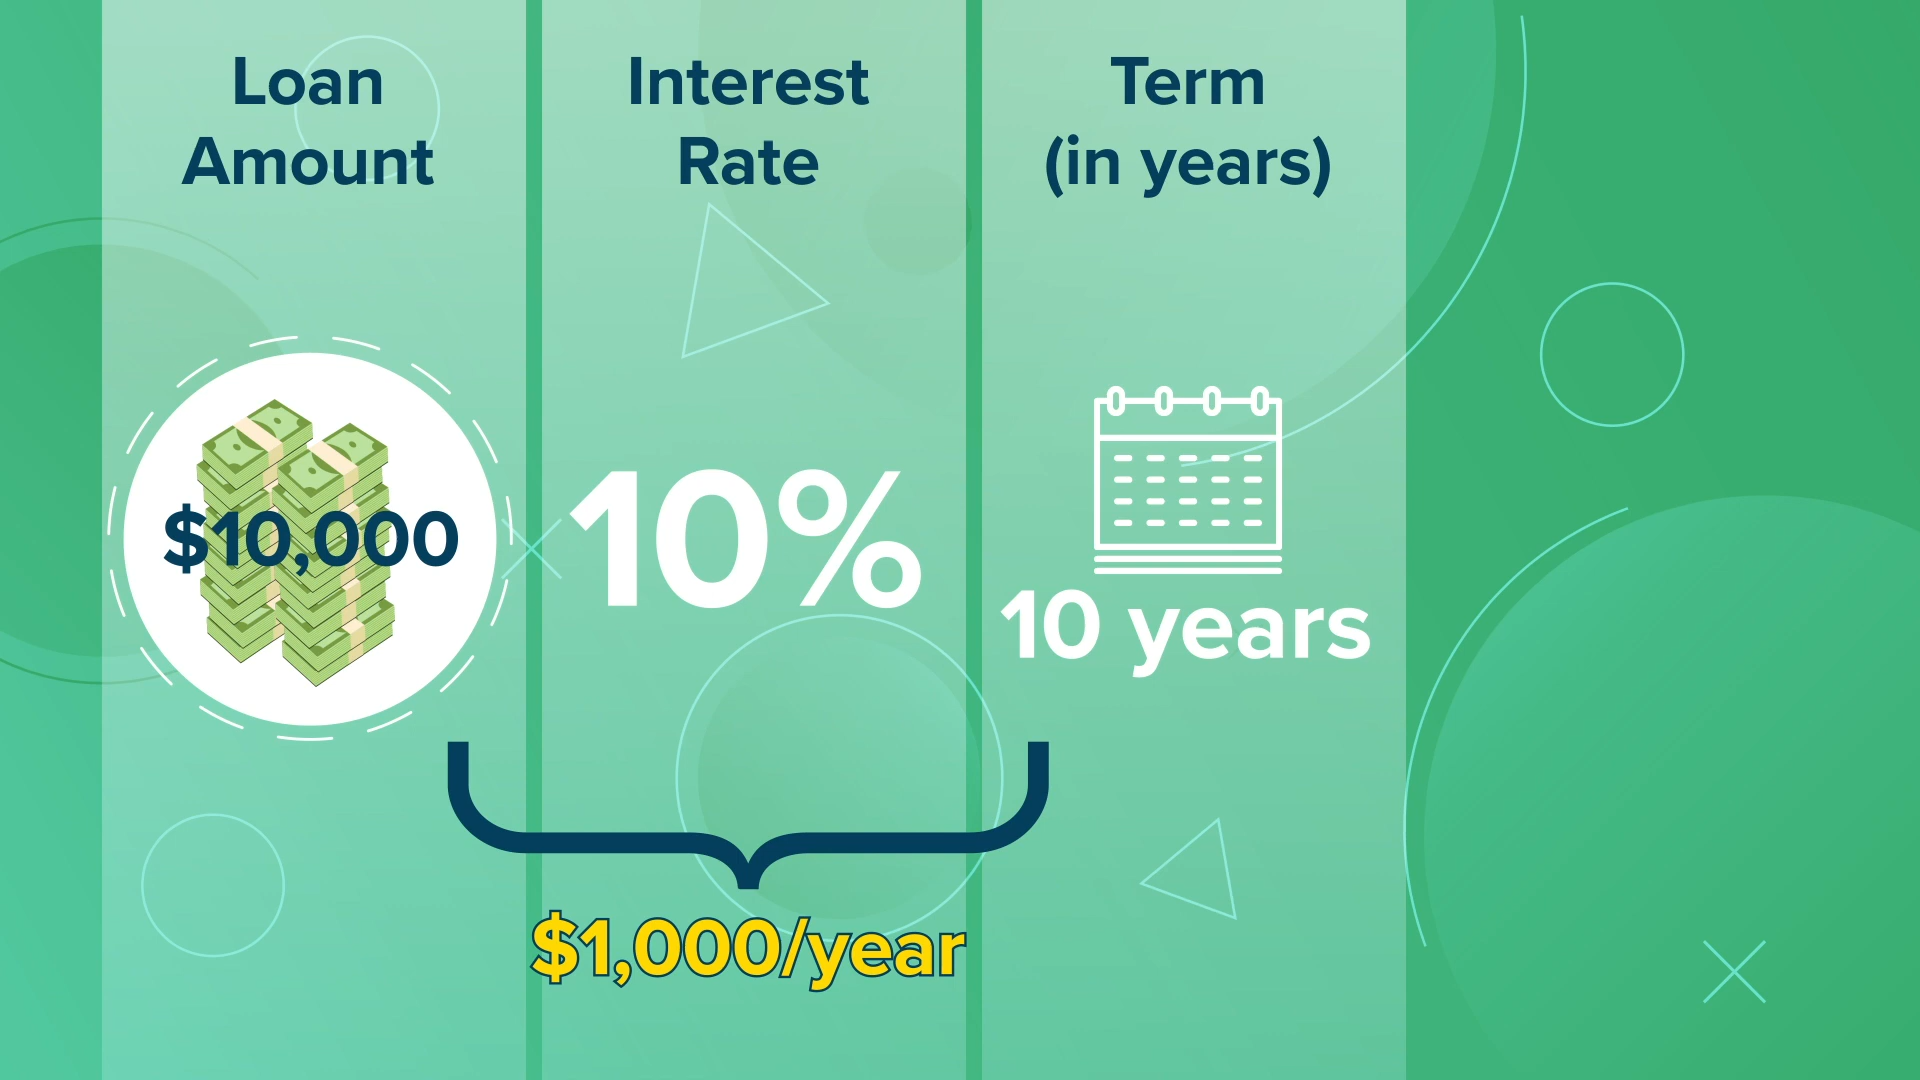 Loan
Amount
Interest
Rate
Term
(in years)
$10,000
10%
10 years
$1,000/year